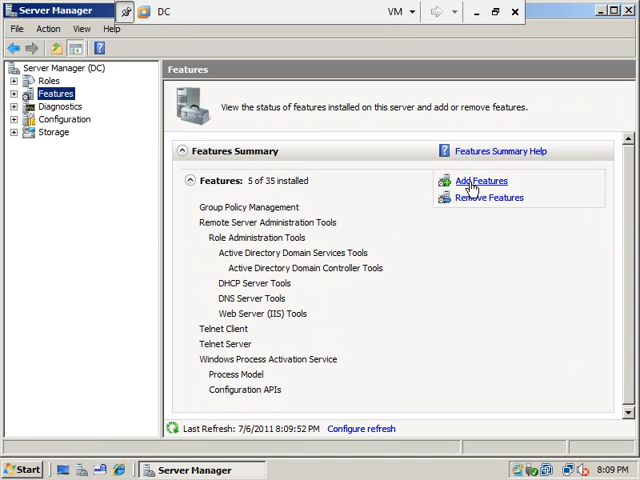 Server Manager
DC
VM
File Action View Help
Server Manager (DC)
Roles
Features
Diagnostics
Configuration
Storage
Features
View the status of features installed on this server and add or remove features.
Features Summary
Features Summary Help
Features: 5 of 35 installed
Add Features
Remove Features
Group Policy Management
Remote Server Administration Tools
Role Administration Tools
Active Directory Domain Services Tools
Active Directory Domain Controller Tools
DHCP Server Tools
DNS Server Tools
Web Server (IIS) Tools
Telnet Client
Telnet Server
Windows Process Activation Service
Process Model
Configuration APIs
Last Refresh: 7/6/2011 8:09:52 PM Configure refresh
Start
Server Manager
8:09 PM